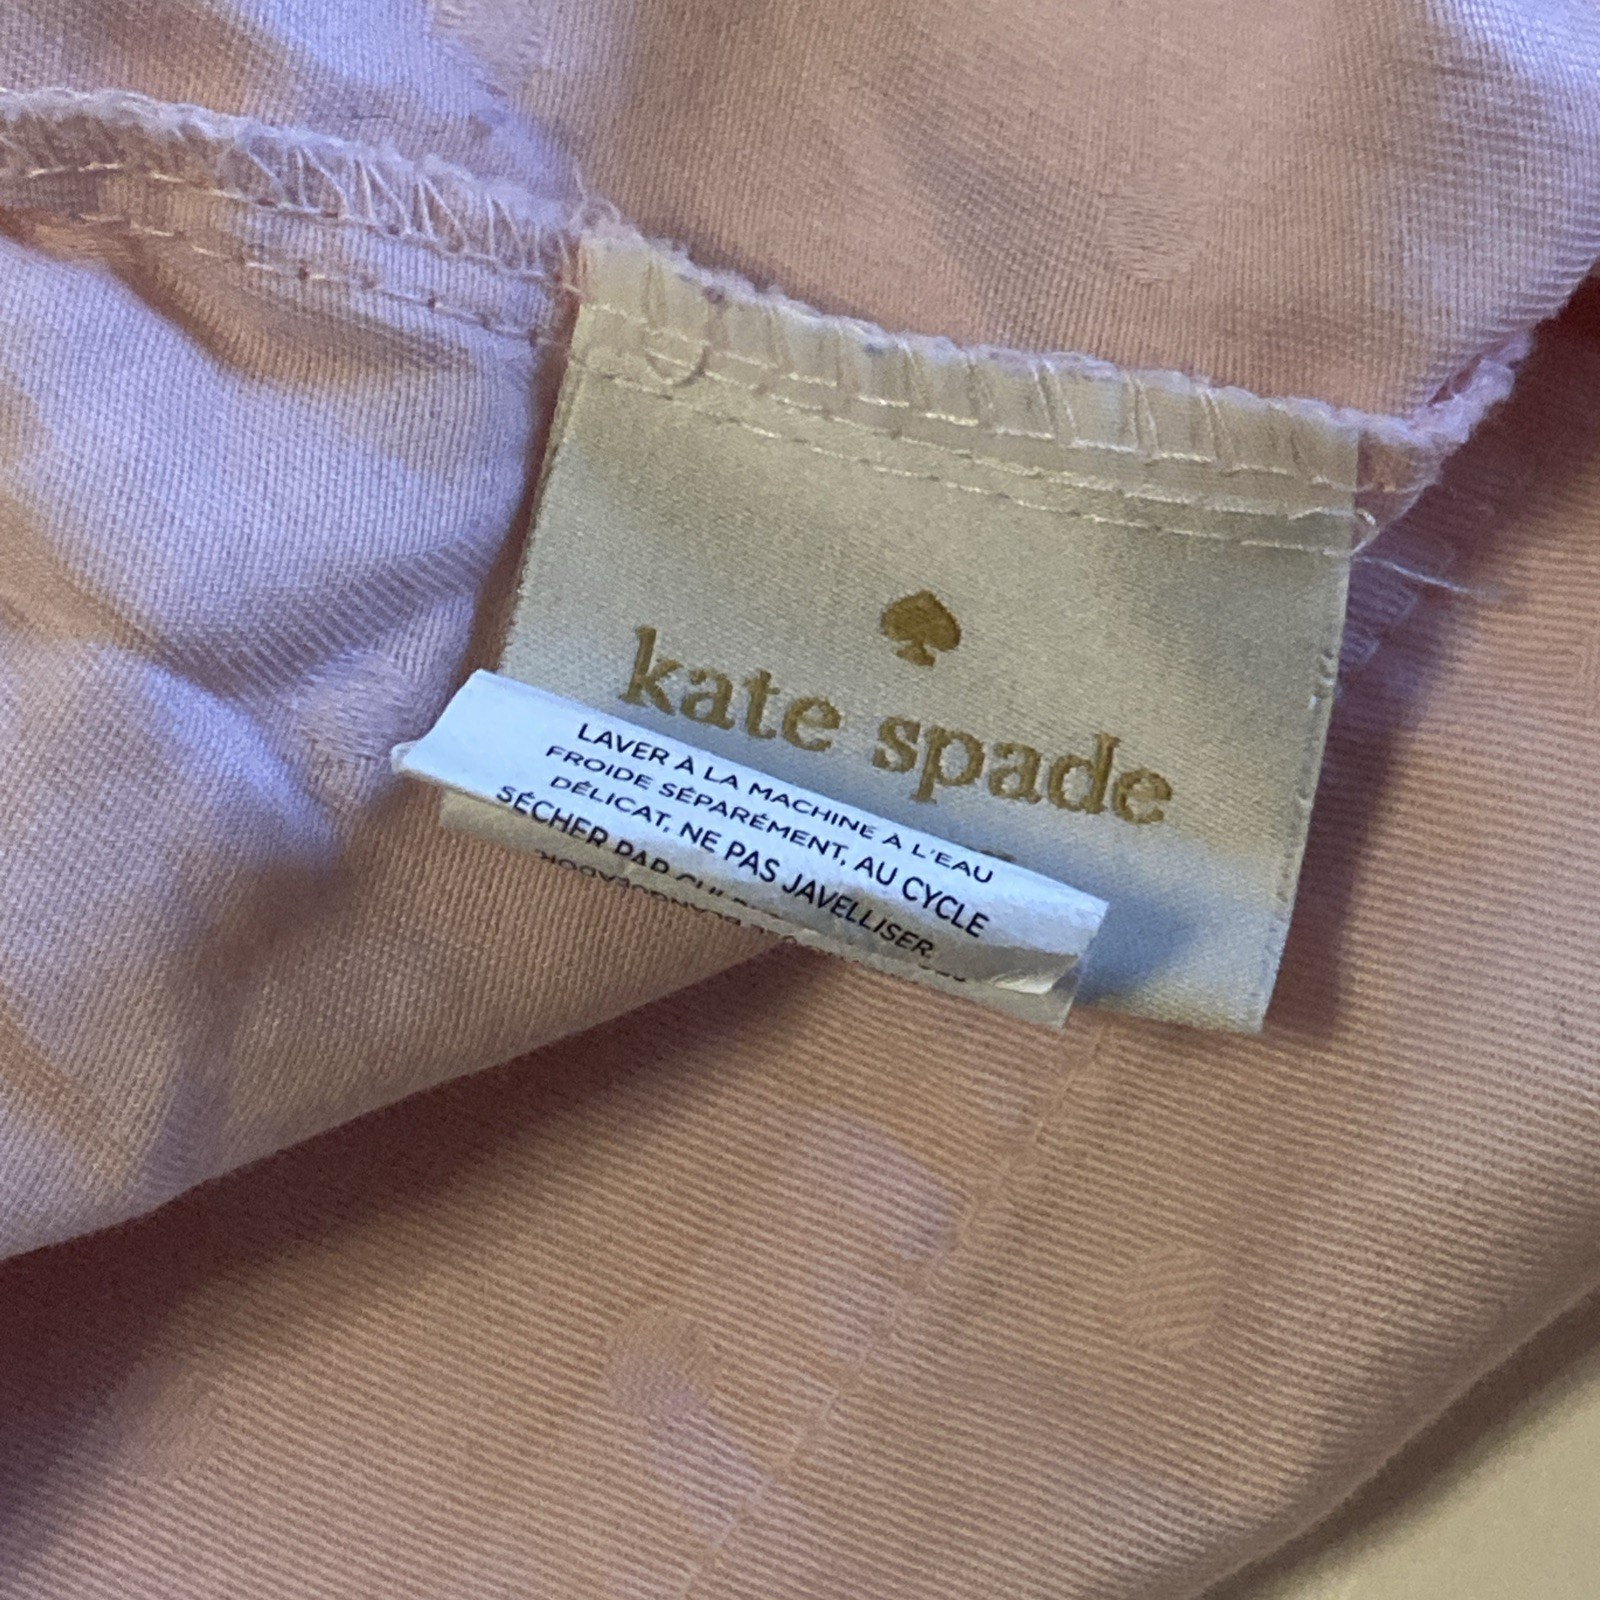 kate spade
LAVER À LA MACHINE À L'EAU
FROIDE SÉPARÉMENT, AU CYCLE
DÉLICAT, NE PAS JAVELLISER
SÉCHER PAR